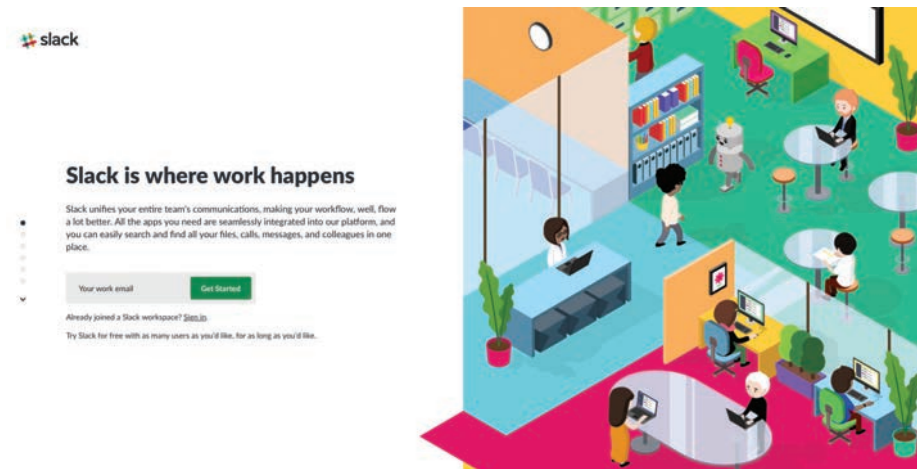 slack
Slack is where work happens
Slack unifies your entire team's communications, making your workflow, well, flow
a lot better. All the apps you need are seamlessly integrated into our platform, and
you can easily search and find all your files, calls, messages, and colleagues in one
place.
Your work email
Get Started
Already joined a Slack workspace? Sign in.
Try Slack for free with as many users as you'd like, for as long as you'd like.